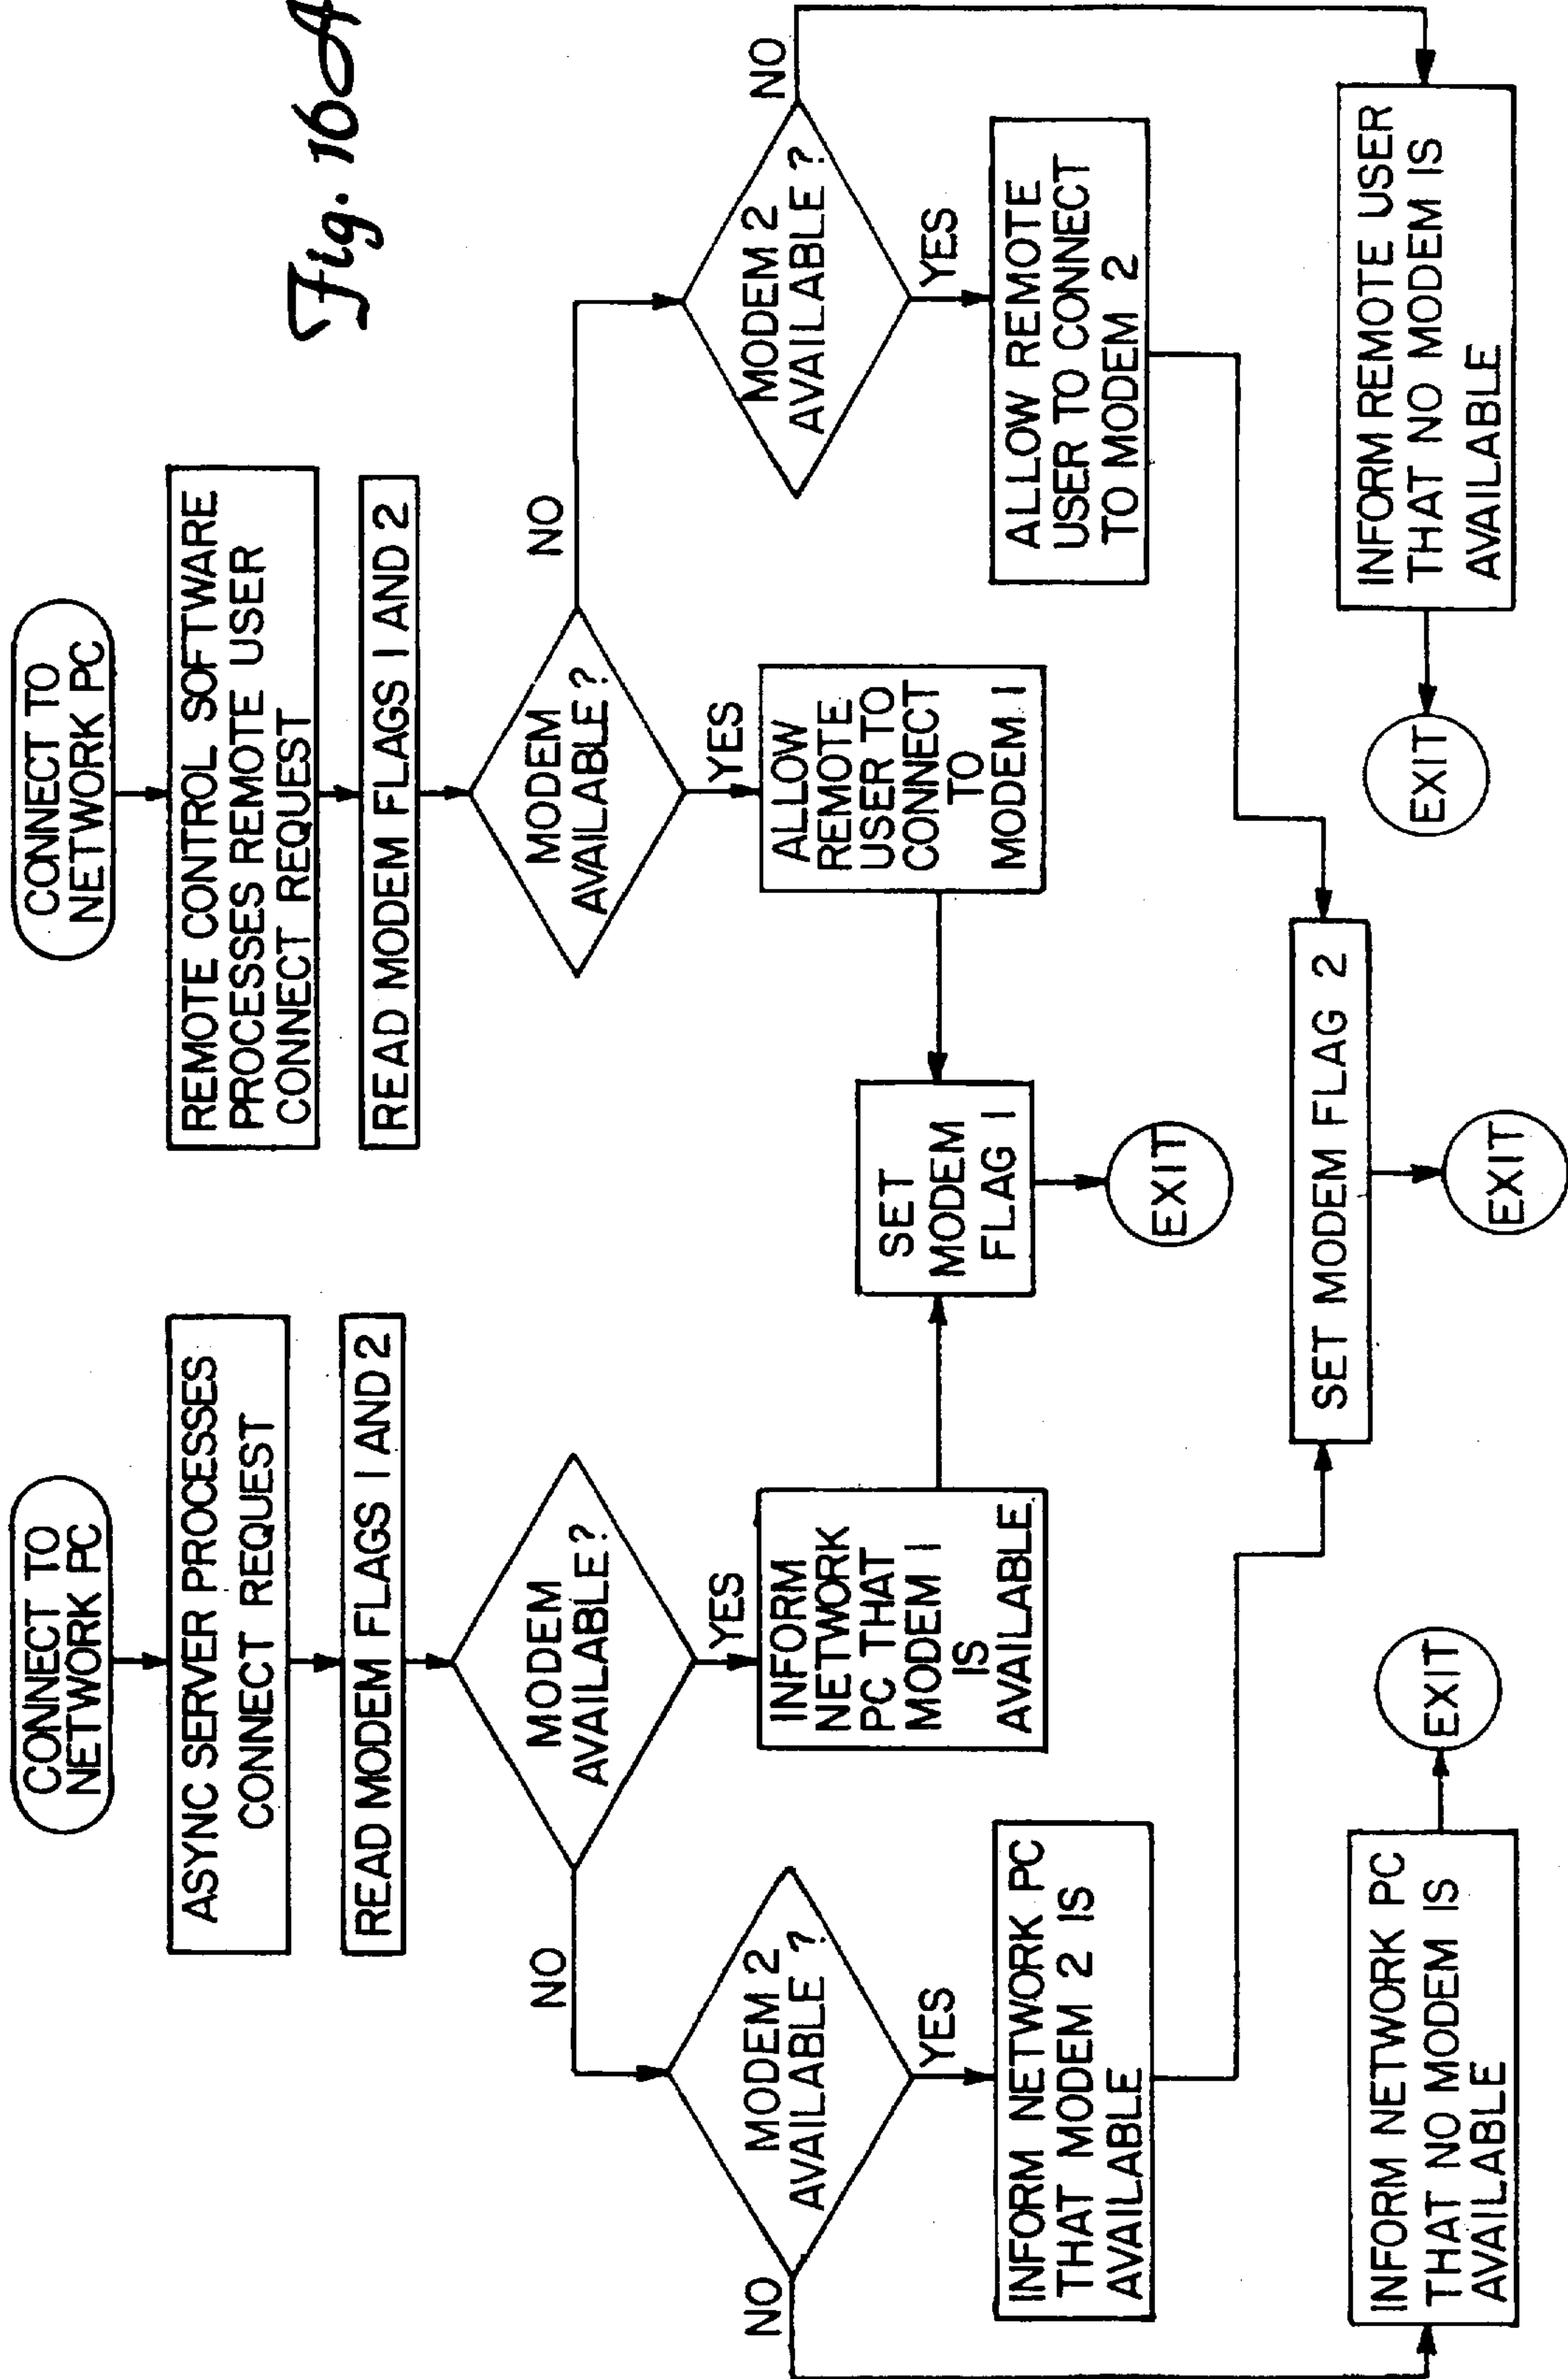 Fig. 16A
CONNECT TO
NETWORK PC
ASYNC SERVER PROCESSES
CONNECT REQUEST
READ MODEM FLAGS 1 AND 2
MODEM
AVAILABLE?
NO
YES
MODEM 2
AVAILABLE?
NO
YES
INFORM
NETWORK
PC THAT
MODEM 1
IS
AVAILABLE
INFORM NETWORK PC
THAT MODEM 2 IS
AVAILABLE
INFORM NETWORK PC
THAT NO MODEM IS
AVAILABLE
EXIT
SET
MODEM
FLAG 1
EXIT
SET MODEM FLAG 2
EXIT
CONNECT TO
NETWORK PC
REMOTE CONTROL SOFTWARE
PROCESSES REMOTE USER
CONNECT REQUEST
READ MODEM FLAGS 1 AND 2
MODEM
AVAILABLE?
NO
YES
ALLOW
REMOTE
USER TO
CONNECT
TO
MODEM 1
MODEM 2
AVAILABLE?
NO
YES
ALLOW REMOTE
USER TO CONNECT
TO MODEM 2
INFORM REMOTE USER
THAT NO MODEM IS
AVAILABLE
EXIT